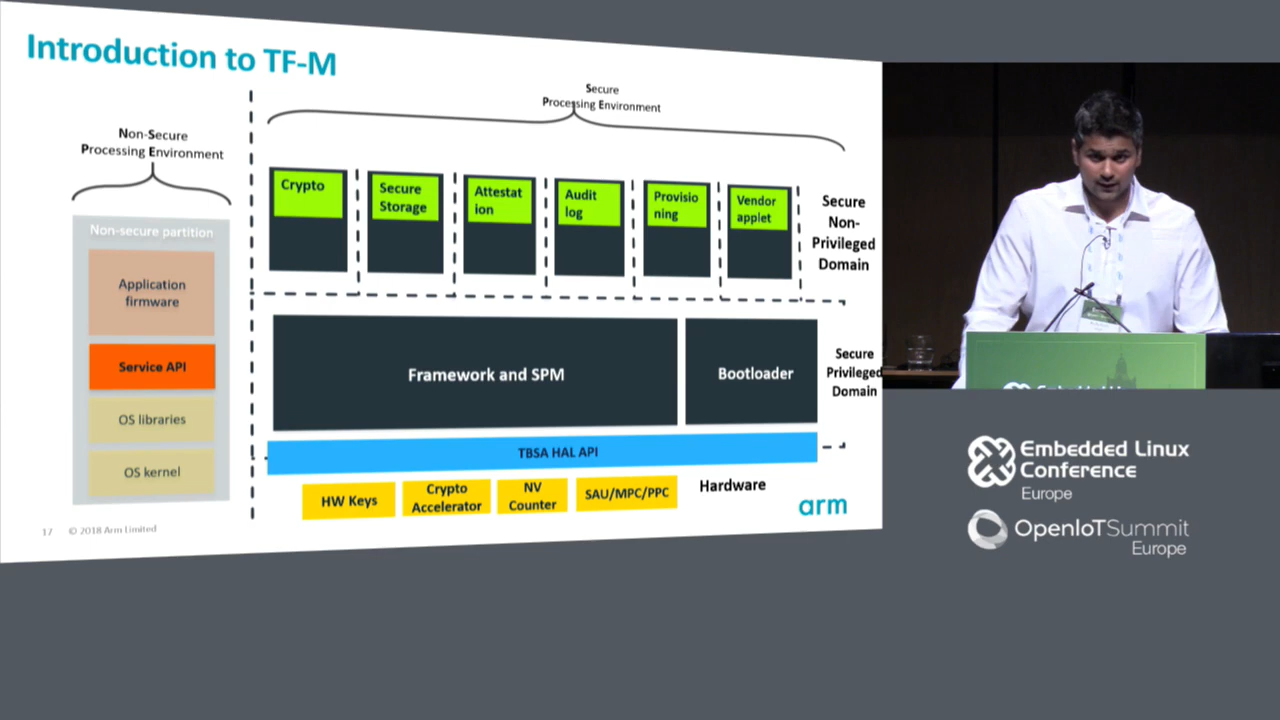 Introduction to TF-M
Non-Secure
Processing Environment
Non-secure partition
Application
firmware
Service API
OS libraries
OS kernel
Secure
Processing Environment
Crypto
Secure
Storage
Attestat
ion
Audit
log
Provisio
ning
Vendor
applet
Secure
Non-
Privileged
Domain
Framework and SPM
Bootloader
Secure
Privileged
Domain
TBSA HAL API
HW Keys
Crypto
Accelerator
NV
Counter
SAU/MPC/PPC
Hardware
arm
17 © 2018 Arm Limited
Embedded Linux
Conference
Europe
OpenIoTSummit
Europe